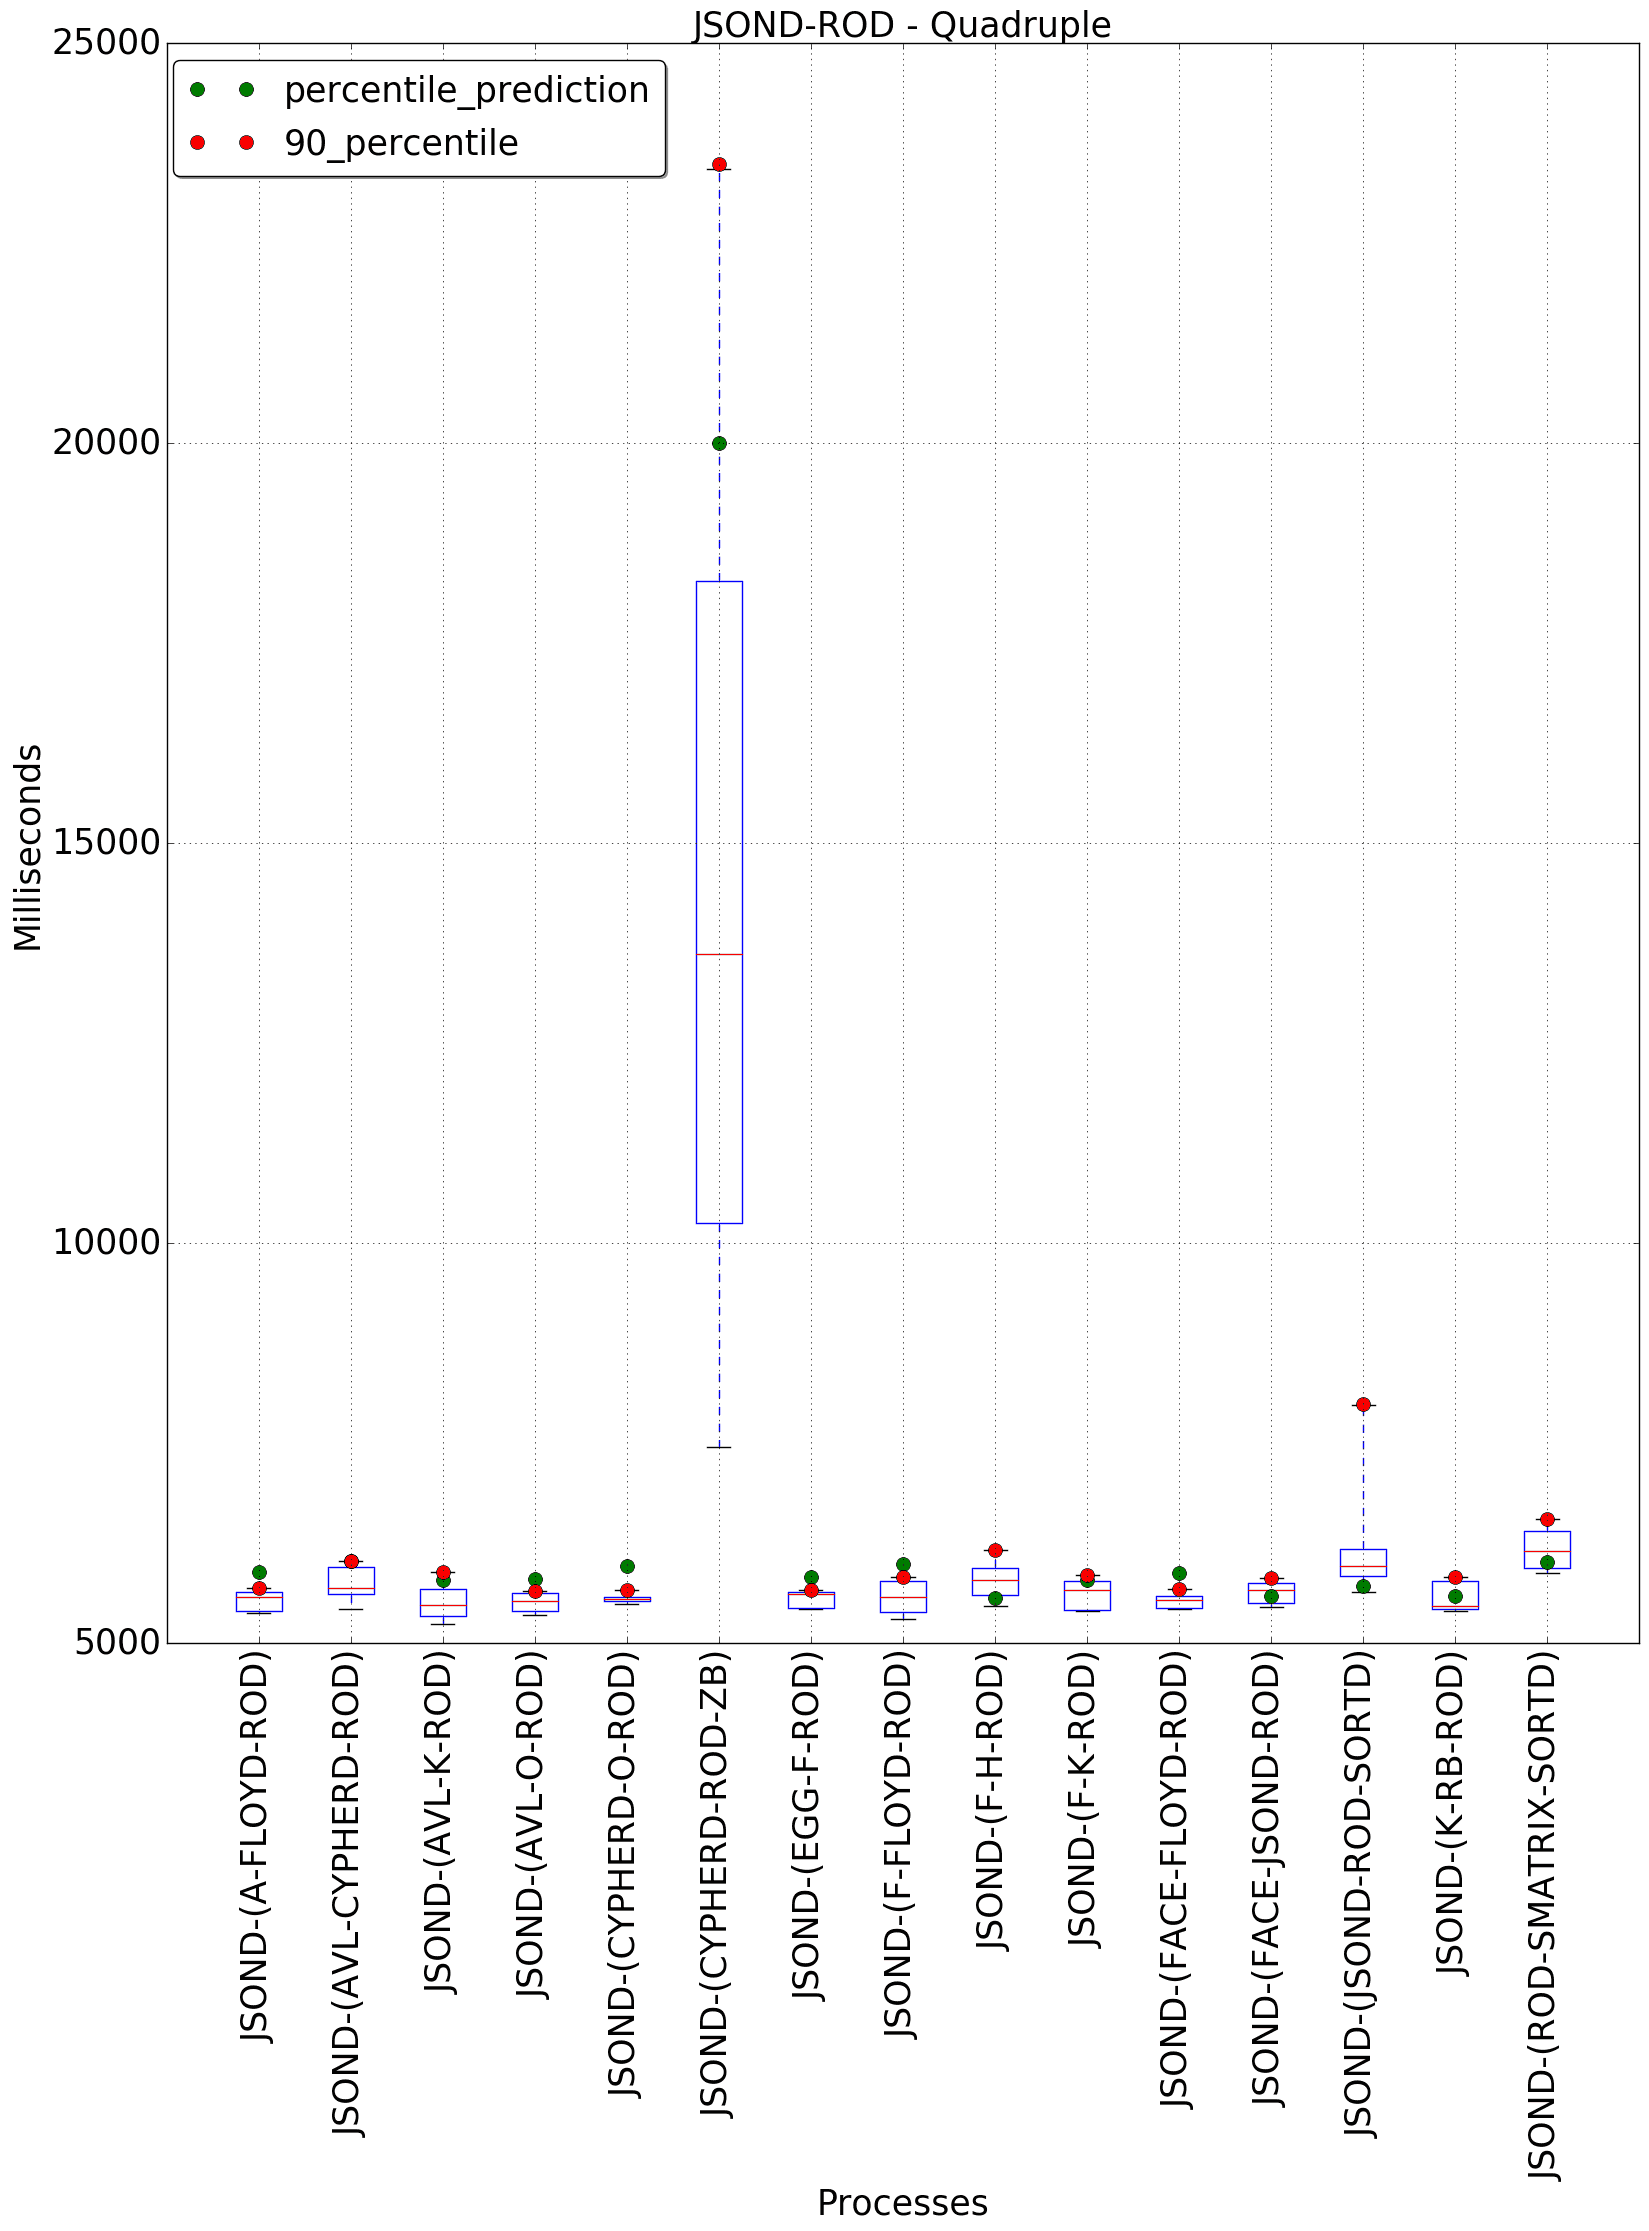 JSOND-ROD - Quadruple
percentile_prediction
90_percentile
25000
20000
15000
10000
5000
Milliseconds
JSOND-(A-FLOYD-ROD)
JSOND-(AVL-CYPHERD-ROD)
JSOND-(AVL-K-ROD)
JSOND-(AVL-O-ROD)
JSOND-(CYPHERD-O-ROD)
JSOND-(CYPHERD-ROD-ZB)
JSOND-(EGG-F-ROD)
JSOND-(F-FLOYD-ROD)
JSOND-(F-H-ROD)
JSOND-(F-K-ROD)
JSOND-(FACE-FLOYD-ROD)
JSOND-(FACE-JSOND-ROD)
JSOND-(JSOND-ROD-SORTD)
JSOND-(K-RB-ROD)
JSOND-(ROD-SMATRIX-SORTD)
Processes